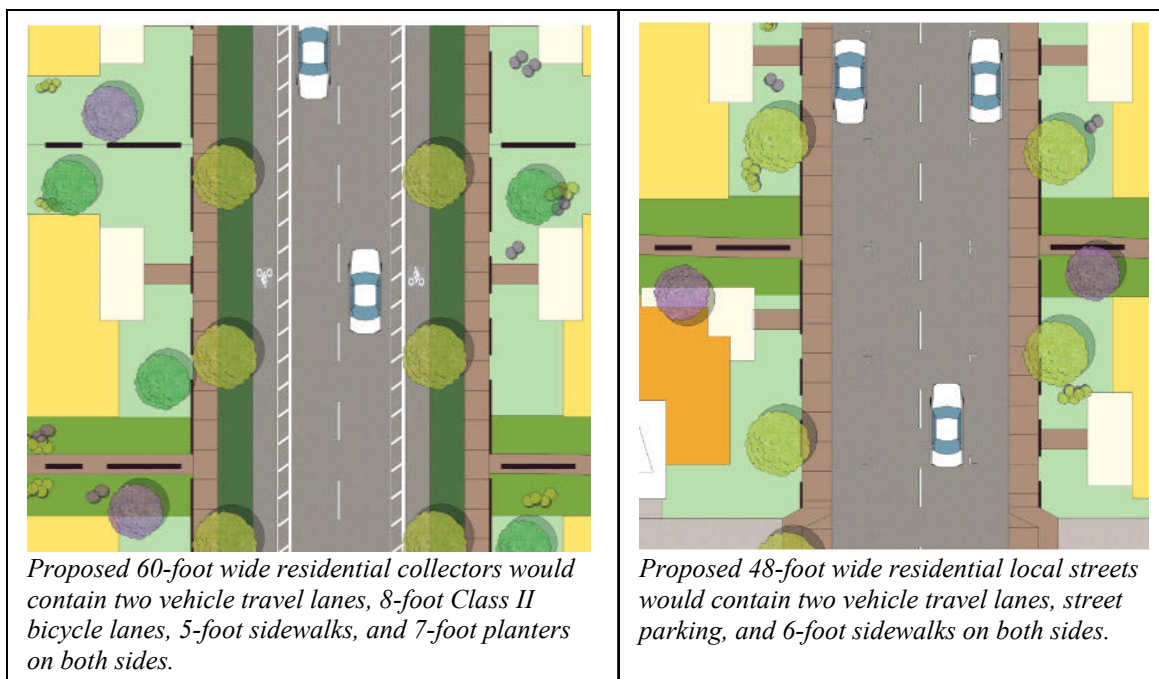 Proposed 60-foot wide residential collectors would
contain two vehicle travel lanes, 8-foot Class II
bicycle lanes, 5-foot sidewalks, and 7-foot planters
on both sides.
Proposed 48-foot wide residential local streets
would contain two vehicle travel lanes, street
parking, and 6-foot sidewalks on both sides.